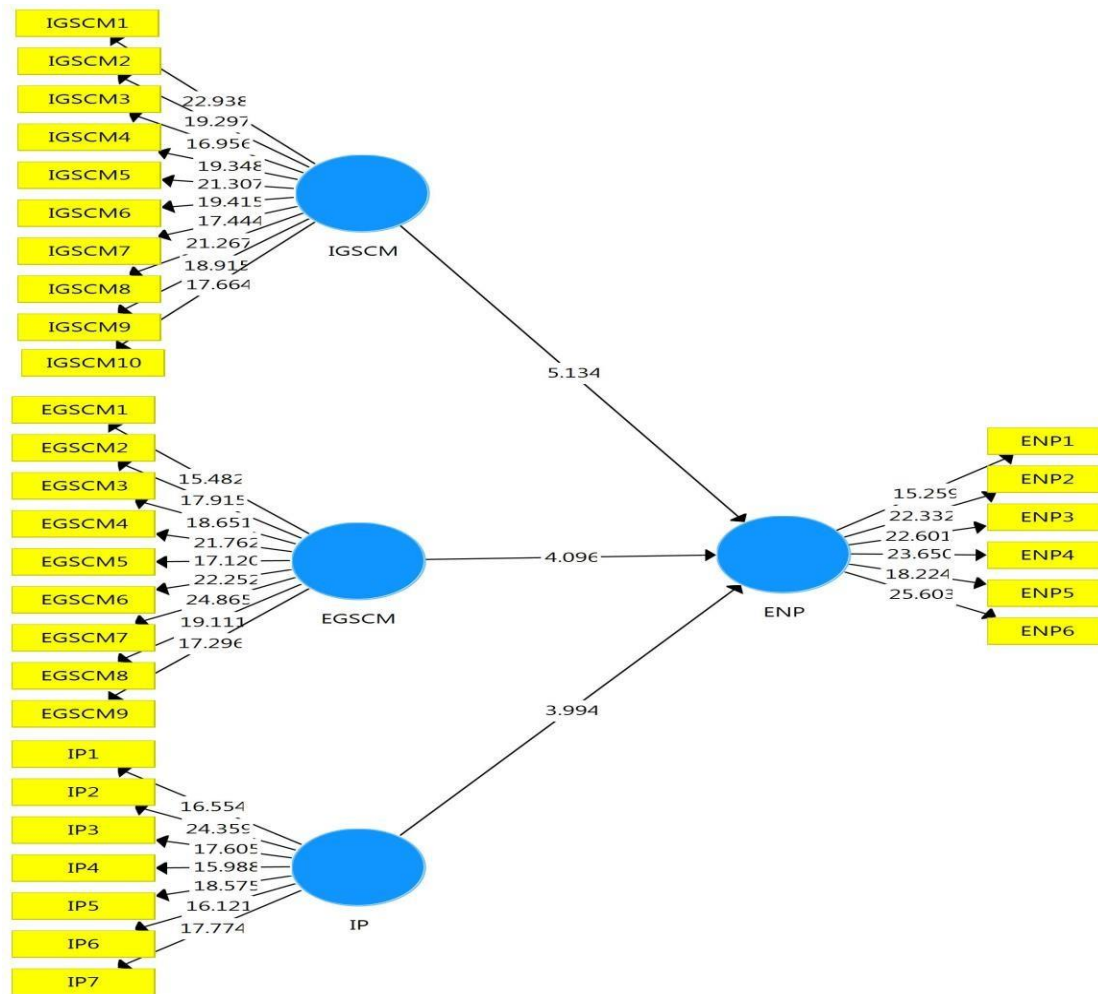 IGSCM1
IGSCM2
IGSCM3
IGSCM4
IGSCM5
IGSCM6
IGSCM7
IGSCM8
IGSCM9
IGSCM10
22.938
19.297
16.956
19.348
21.307
19.415
17.444
21.267
18.915
17.664
IGSCM
5.134
EGSCM1
EGSCM2
EGSCM3
EGSCM4
EGSCM5
EGSCM6
EGSCM7
EGSCM8
EGSCM9
15.482
17.915
18.651
21.762
17.120
22.252
24.865
19.111
17.296
EGSCM
4.096
ENP
15.259
22.332
22.601
23.650
18.224
25.603
ENP1
ENP2
ENP3
ENP4
ENP5
ENP6
IP1
IP2
IP3
IP4
IP5
IP6
IP7
16.554
24.359
17.605
15.988
18.575
16.121
17.774
IP
3.994